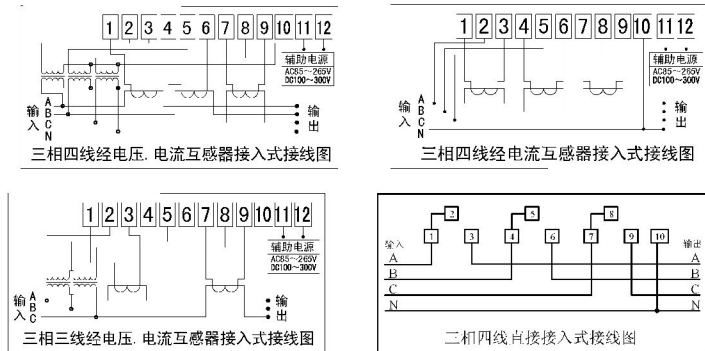 1 2 3 4 5 6 7 8 9 10 11 12
辅助电源
AC85~265V
DC100~300V
输入
A
B
C
N
输出
三相四线经电压.电流互感器接入式接线图
1 2 3 4 5 6 7 8 9 10 11 12
辅助电源
AC85~265V
DC100~300V
输入
A
B
C
N
输出
三相四线经电流互感器接入式接线图
1 2 3 4 5 6 7 8 9 10 11 12
辅助电源
AC85~265V
DC100~300V
输入
A
B
C
输出
三相三线经电压.电流互感器接入式接线图
2 5 8
1 3 4 6 7 9 10
输入 输出
A A
B B
C C
N N
三相四线直接接入式接线图